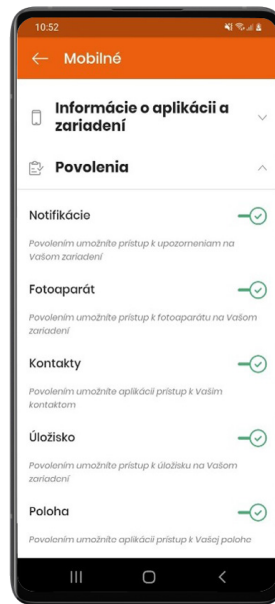 10:52
Mobilné
Informácie o aplikácii a
zariadení
Povolenia
Notifikácie
Povolením umožníte prístup k upozorneniam na
Vašom zariadení
Fotoaparát
Povolením umožníte prístup k fotoaparátu na Vašom
zariadení
Kontakty
Povolením umožníte aplikácii prístup k Vašim
kontaktom
Úložisko
Povolením umožníte prístup k úložisku na Vašom
zariadení
Poloha
Povolením umožníte aplikácii prístup k Vašej polohe